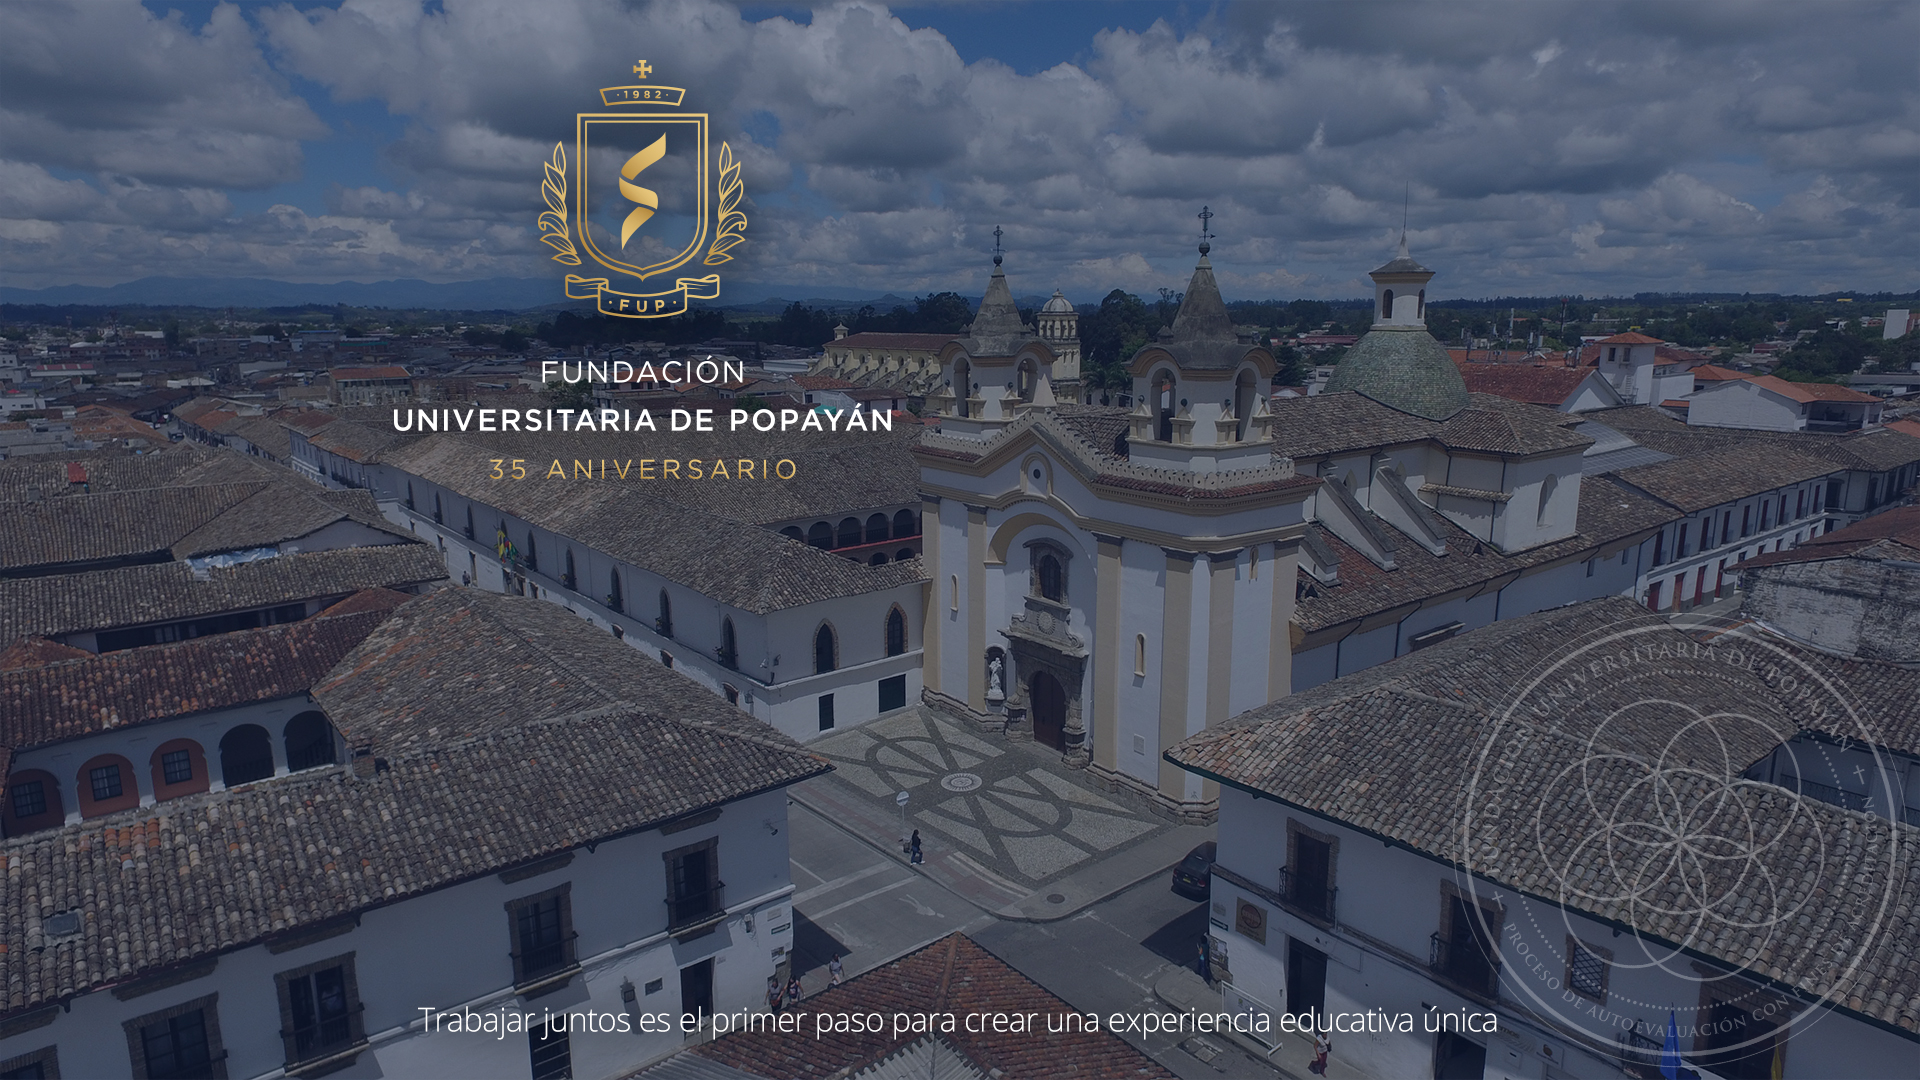 · 1982 ·
· FUP ·
FUNDACIÓN
UNIVERSITARIA DE POPAYÁN
35 ANIVERSARIO
FUNDACIÓN UNIVERSITARIA DE POPAYÁN
PROCESO DE AUTOEVALUACIÓN CON FINES DE ACREDITACIÓN
Trabajar juntos es el primer paso para crear una experiencia educativa única